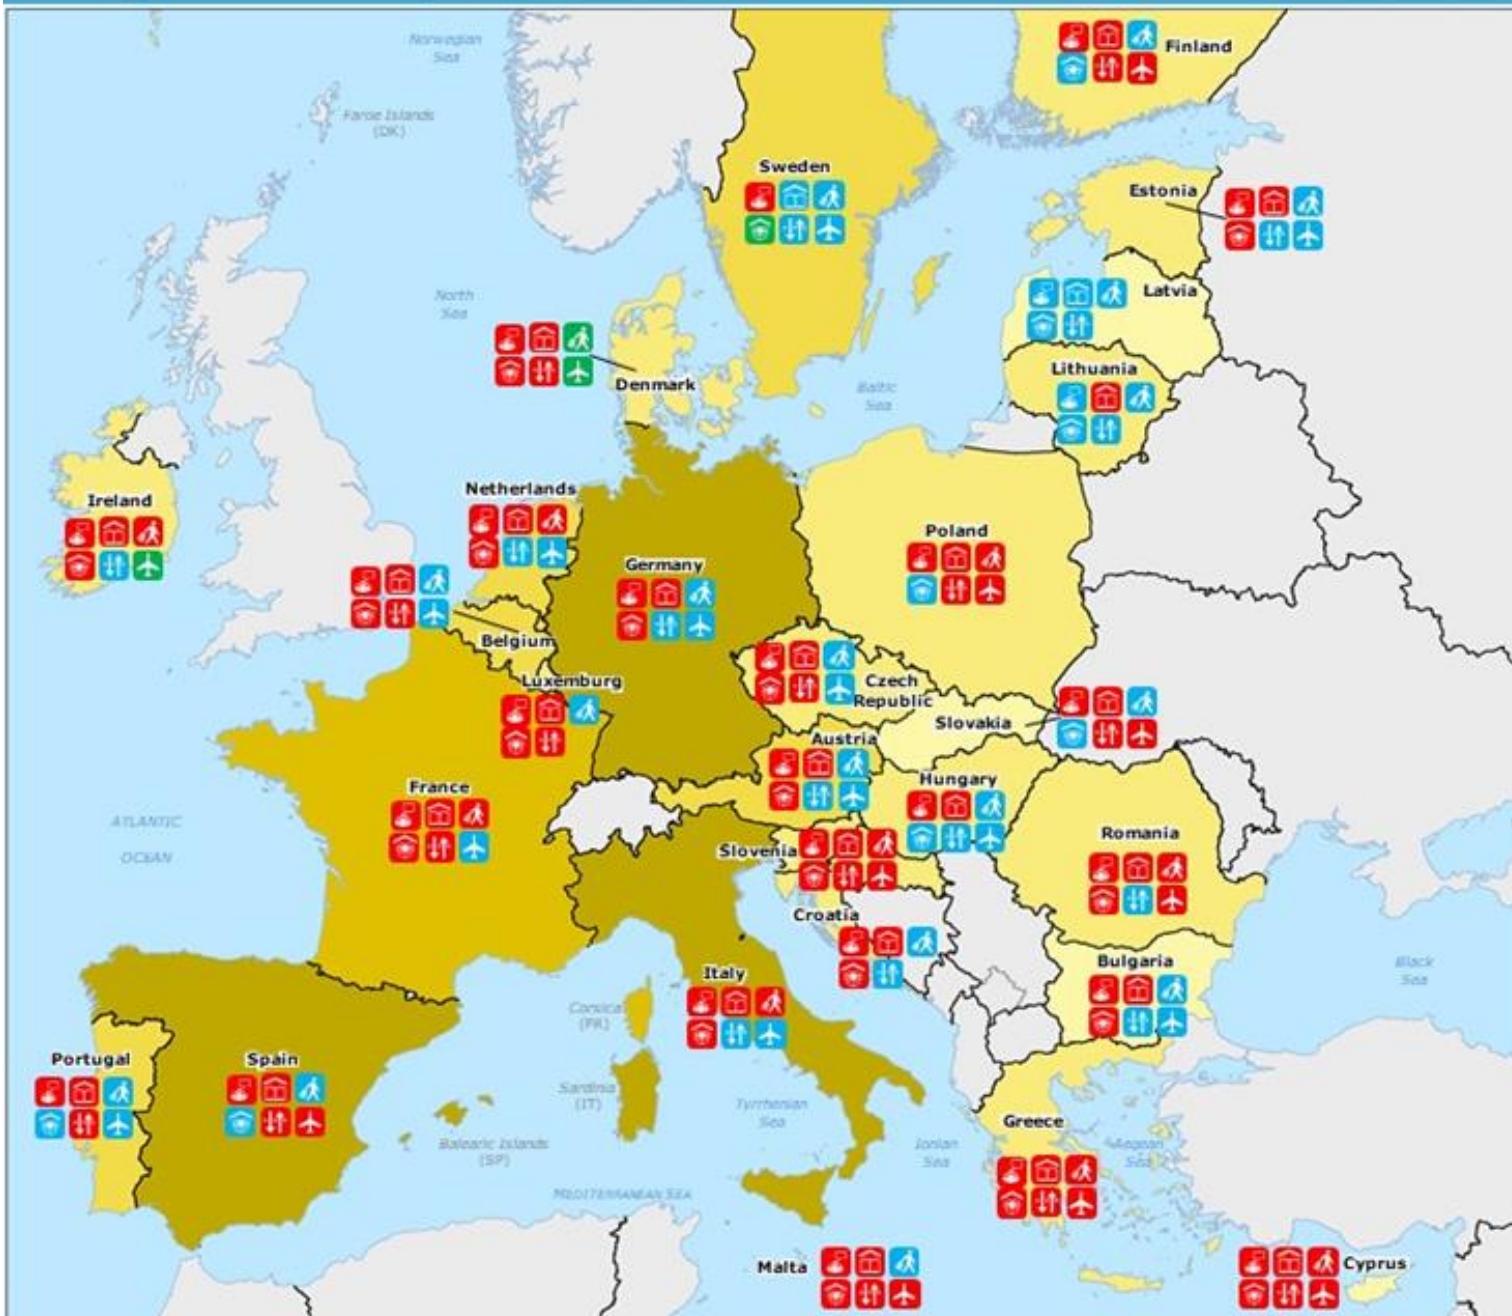 Norwegian
Sea
Finland
Faroe Islands
(DK)
Sweden
Estonia
North
Sea
Latvia
Lithuania
Denmark
Baltic
Sea
Ireland
Netherlands
Poland
Germany
Belgium
Luxemburg
Czech
Republic
Slovakia
Austria
Hungary
France
ATLANTIC
OCEAN
Slovenia
Romania
Croatia
Bulgaria
Black
Sea
Italy
Corsica
(FR)
Portugal
Spain
Sardinia
(IT)
Tyrrhenian
Sea
Greece
Ionian
Sea
Aegean
Sea
Balearic Islands
(SP)
MEDITERRANEAN SEA
Malta
Cyprus